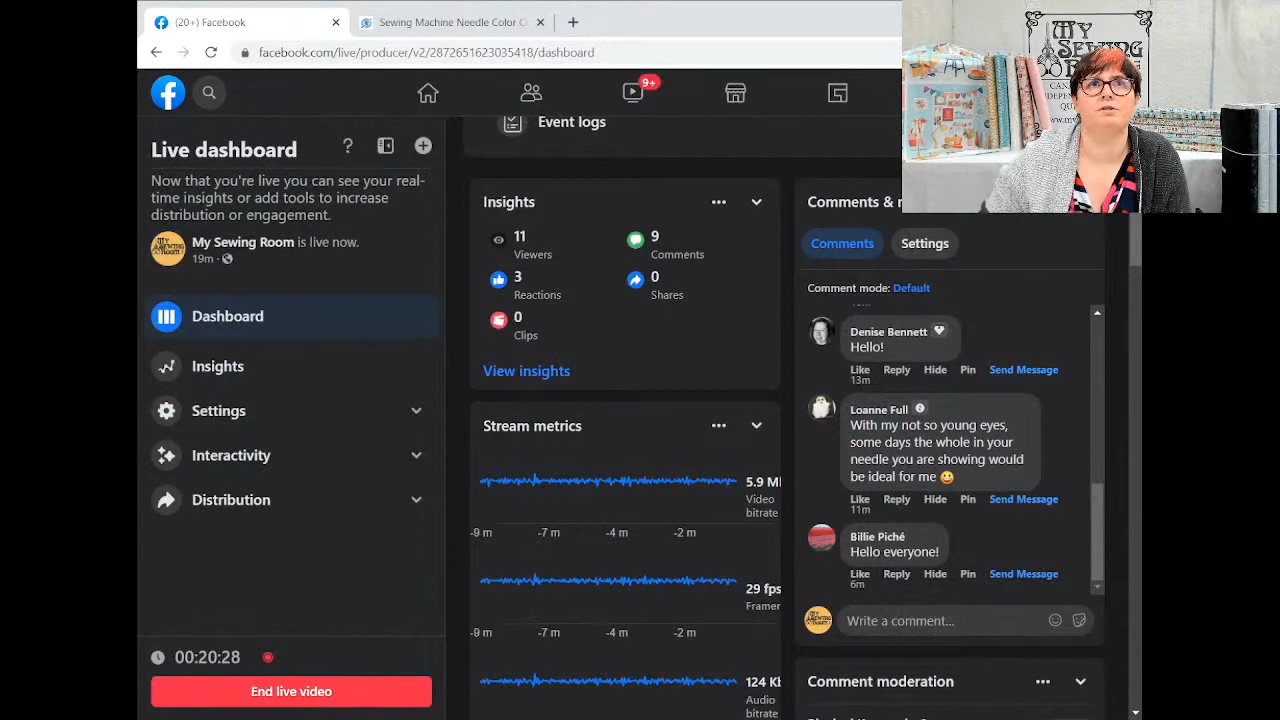 (20+) Facebook
Sewing Machine Needle Color C
facebook.com/live/producer/v2/2872651623035418/dashboard
9+
MY
SEWING
Live dashboard
Now that you're live you can see your real-
time insights or add tools to increase
distribution or engagement.
My Sewing Room is live now.
19m
Dashboard
Insights
Settings
Interactivity
Distribution
00:20:28
End live video
Event logs
Insights
11
Viewers
9
Comments
3
Reactions
0
Shares
0
Clips
View insights
Stream metrics
5.9 M
Video
bitrate
-9 m
-7 m
-4 m
-2 m
29 fps
Framer
-9 m
-7 m
-4 m
-2 m
124 Kb
Audio
bitrate
Comments &
Comments
Settings
Comment mode: Default
Denise Bennett
Hello!
Like Reply Hide Pin Send Message
13m
Loanne Full
With my not so young eyes,
some days the whole in your
needle you are showing would
be ideal for me 😀
Like Reply Hide Pin Send Message
11m
Billie Piché
Hello everyone!
Like Reply Hide Pin Send Message
6m
Write a comment...
Comment moderation